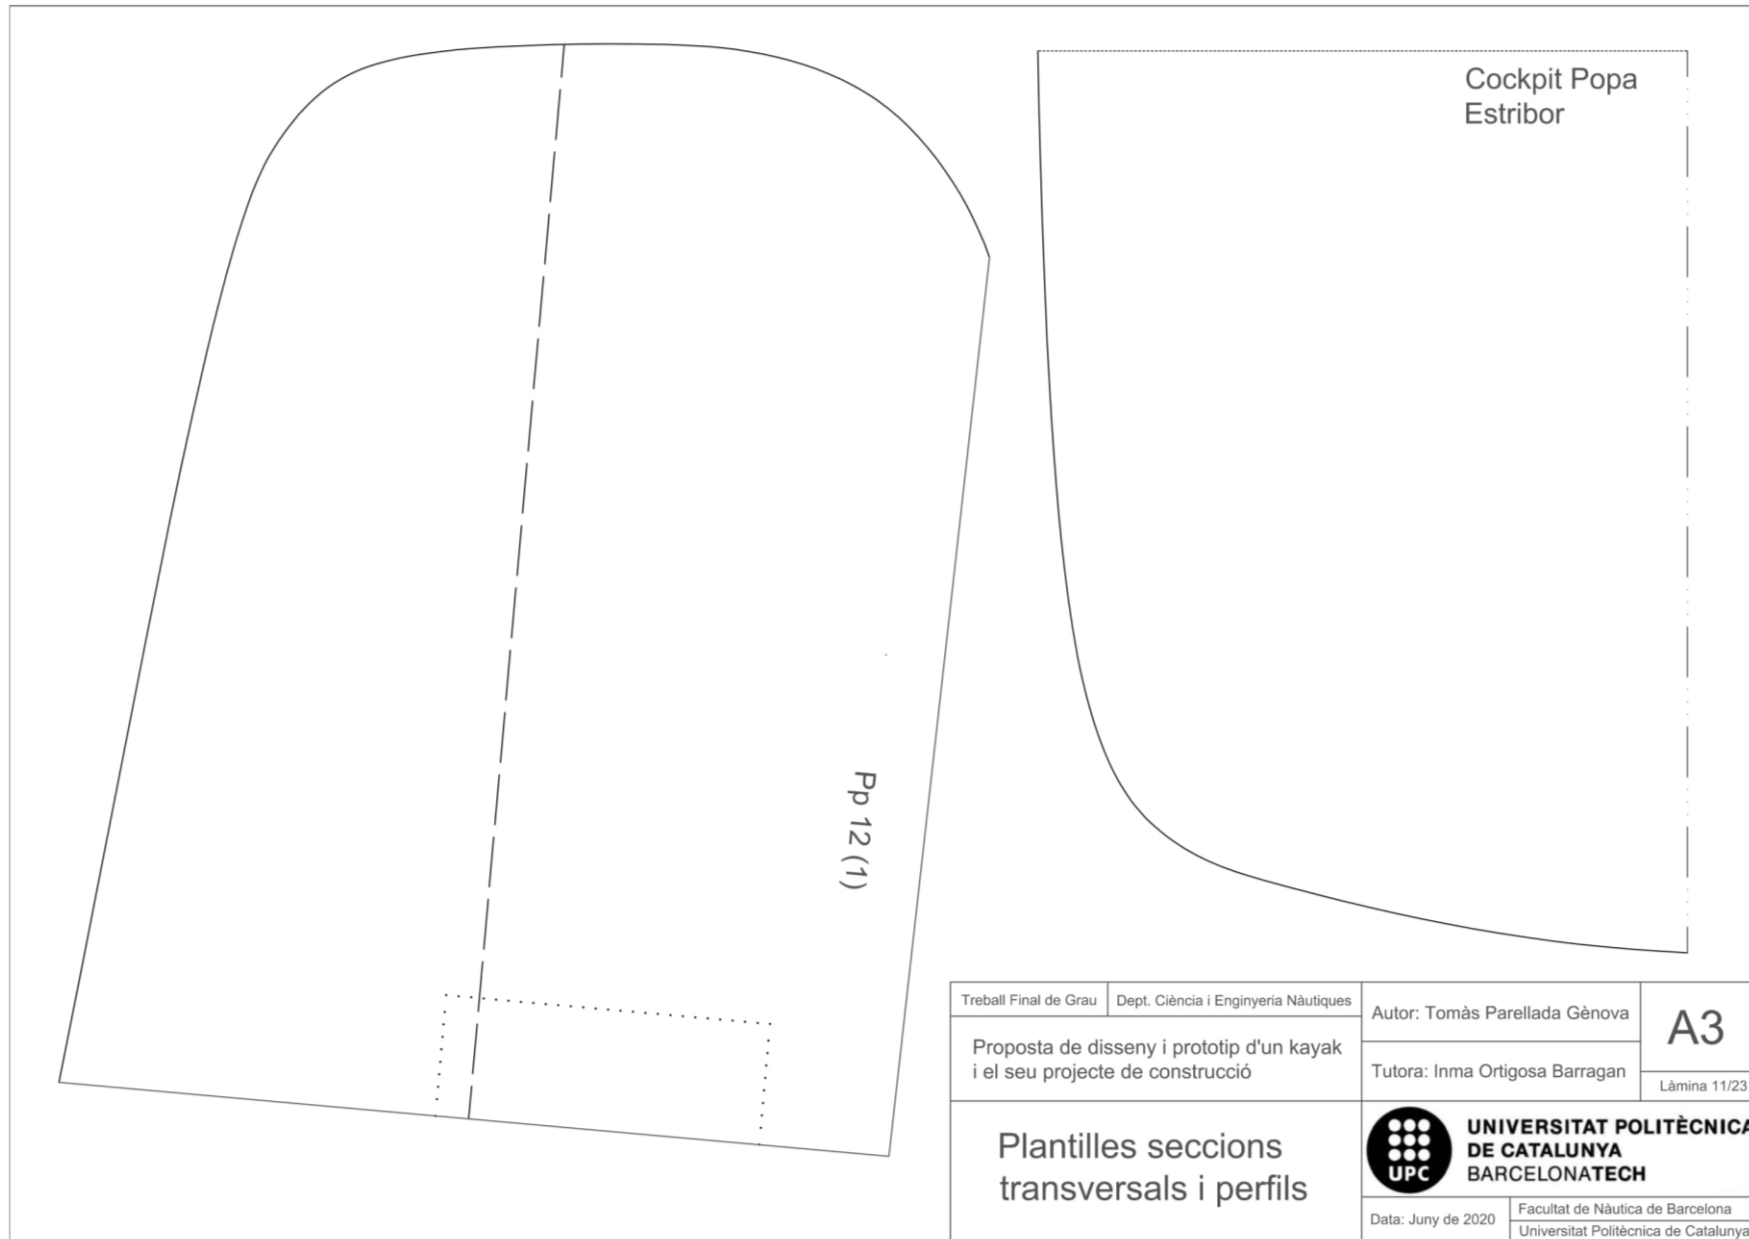 Cockpit Popa
Estribor
Pp 12 (1)
Treball Final de Grau
Dept. Ciència i Enginyeria Nàutiques
Autor: Tomàs Parellada Gènova
A3
Proposta de disseny i prototip d'un kayak
i el seu projecte de construcció
Tutora: Inma Ortigosa Barragan
Làmina 11/23
Plantilles seccions
transversals i perfils
UPC
UNIVERSITAT POLITÈCNICA
DE CATALUNYA
BARCELONATECH
Data: Juny de 2020
Facultat de Nàutica de Barcelona
Universitat Politècnica de Catalunya